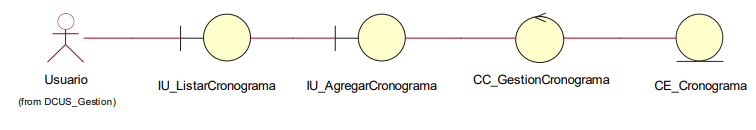 Usuario
(from DCUS_Gestion)
IU_ListarCronograma
IU_AgregarCronograma
CC_GestionCronograma
CE_Cronograma